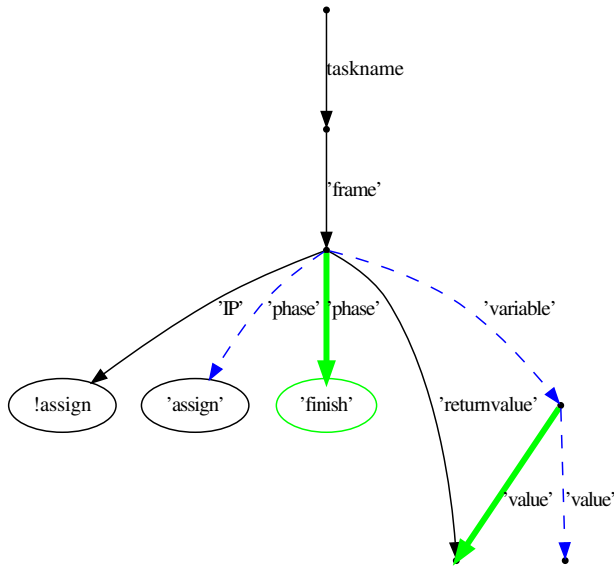 taskname
’frame’
’IP’ ’phase’ ’phase’ ’variable’
!assign ’assign’ ’finish’ ’returnvalue’
’value’ ’value’